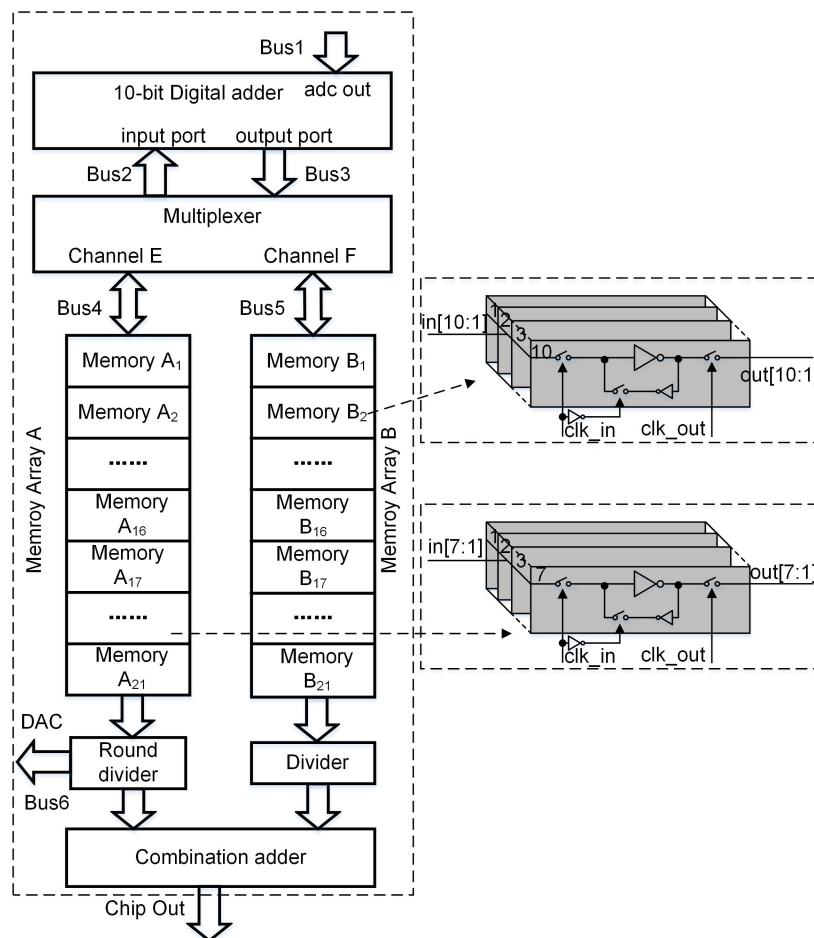 Bus1
10-bit Digital adder
adc out
input port
output port
Bus2
Bus3
Multiplexer
Channel E
Channel F
Bus4
Bus5
Memroy Array A
Memory A1
Memory A2
......
Memory
A16
Memory
A17
......
Memory
A21
Memory B1
Memory B2
......
Memory
B16
Memory
B17
......
Memory
B21
Memroy Array B
in[10:1]
1
2
3
10
out[10:1
clk_in
clk_out
in[7:1]
1
2
3
7
out[7:1]
clk_in
clk_out
DAC
Bus6
Round
divider
Divider
Combination adder
Chip Out